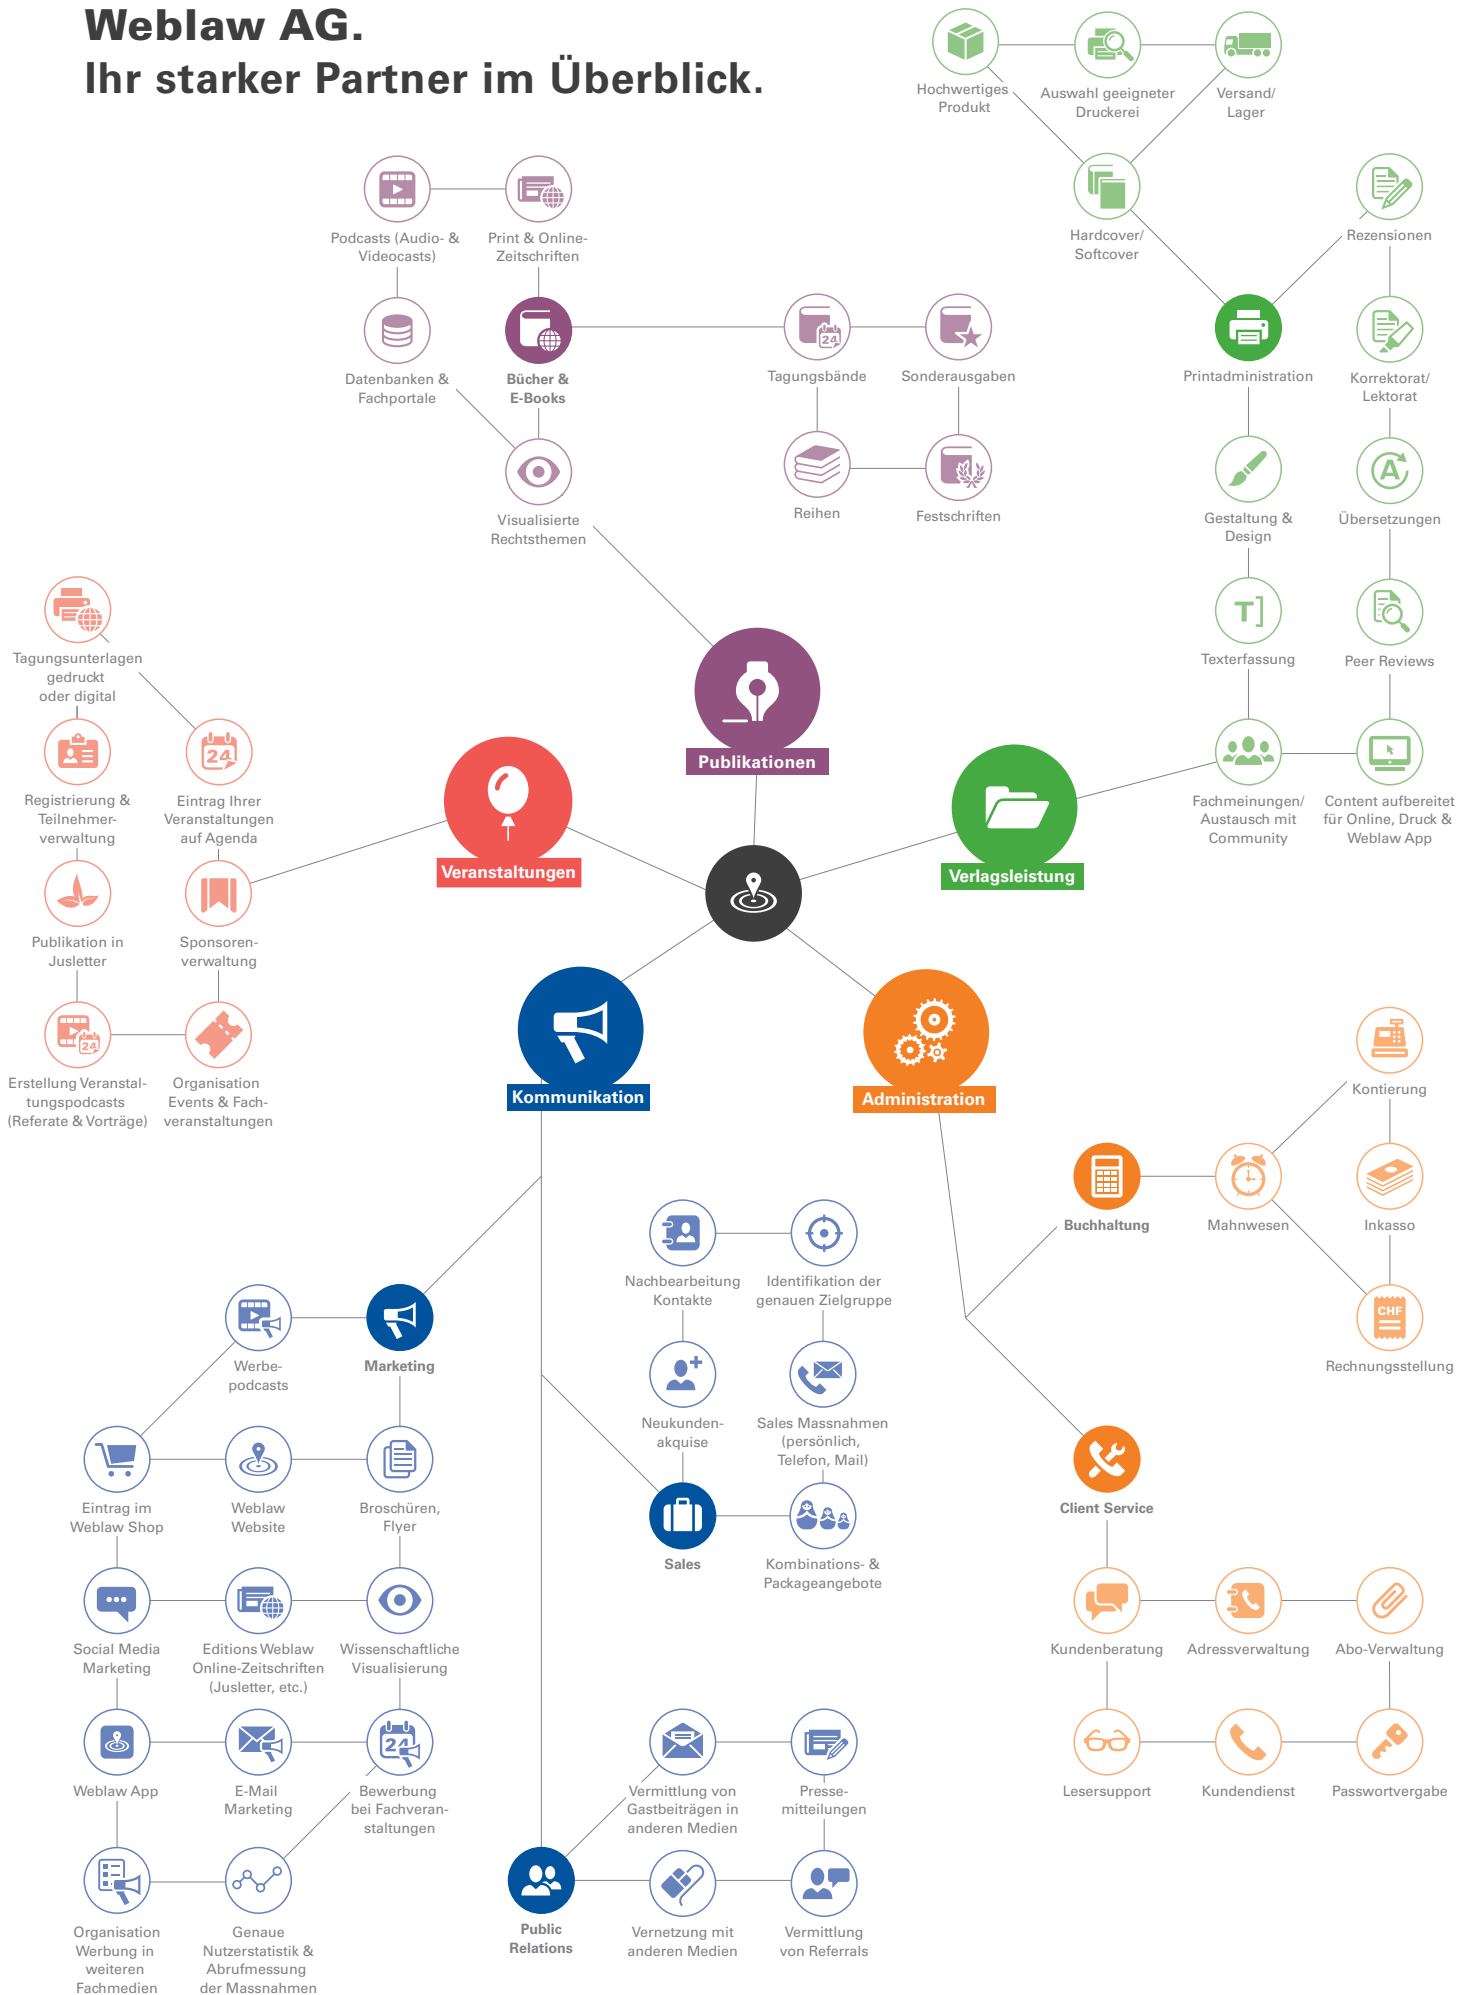 Weblaw AG.
Ihr starker Partner im Überblick.
Hochwertiges
Produkt
Auswahl geeigneter
Druckerei
Versand/
Lager
Hardcover/
Softcover
Rezensionen
Printadministration
Korrektorat/
Lektorat
Gestaltung &
Design
Übersetzungen
T]
Texterfassung
Peer Reviews
A
Fachmeinungen/
Austausch mit
Community
Content aufbereitet
für Online, Druck &
Weblaw App
Verlagsleistung
Podcasts (Audio- &
Videocasts)
Print & Online-
Zeitschriften
Datenbanken &
Fachportale
Bücher &
E-Books
24
Tagungsbände
Sonderausgaben
Reihen
Festschriften
Visualisierte
Rechtsthemen
Publikationen
Tagungsunterlagen
gedruckt
oder digital
Registrierung &
Teilnehmer-
verwaltung
24
Eintrag Ihrer
Veranstaltungen
auf Agenda
Publikation in
Jusletter
Sponsoren-
verwaltung
24
Erstellung Veranstal-
tungspodcasts
(Referate & Vorträge)
Organisation
Events & Fach-
veranstaltungen
Veranstaltungen
Kommunikation
Administration
Kontierung
Buchhaltung
Mahnwesen
Inkasso
CHF
Rechnungsstellung
Client Service
Kundenberatung
Adressverwaltung
Abo-Verwaltung
Lesersupport
Kundendienst
Passwortvergabe
Nachbearbeitung
Kontakte
Identifikation der
genauen Zielgruppe
Neukunden-
akquise
Sales Massnahmen
(persönlich,
Telefon, Mail)
Sales
Kombinations- &
Packageangebote
Werbe-
podcasts
Marketing
Eintrag im
Weblaw Shop
Weblaw
Website
Broschüren,
Flyer
Social Media
Marketing
Editions Weblaw
Online-Zeitschriften
(Jusletter, etc.)
Wissenschaftliche
Visualisierung
Weblaw App
E-Mail
Marketing
24
Bewerbung
bei Fachveran-
staltungen
Organisation
Werbung in
weiteren
Fachmedien
Genaue
Nutzerstatistik &
Abrufmessung
der Massnahmen
Vermittlung von
Gastbeiträgen in
anderen Medien
Presse-
mitteilungen
Public
Relations
Vernetzung mit
anderen Medien
Vermittlung
von Referrals